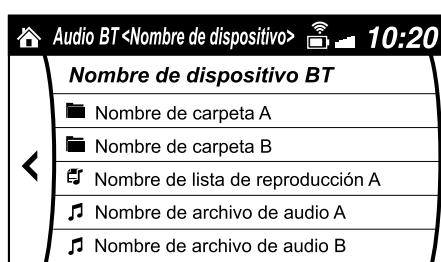 Audio BT<Nombre de dispositivo> 10:20
Nombre de dispositivo BT
Nombre de carpeta A
Nombre de carpeta B
Nombre de lista de reproducción A
Nombre de archivo de audio A
Nombre de archivo de audio B